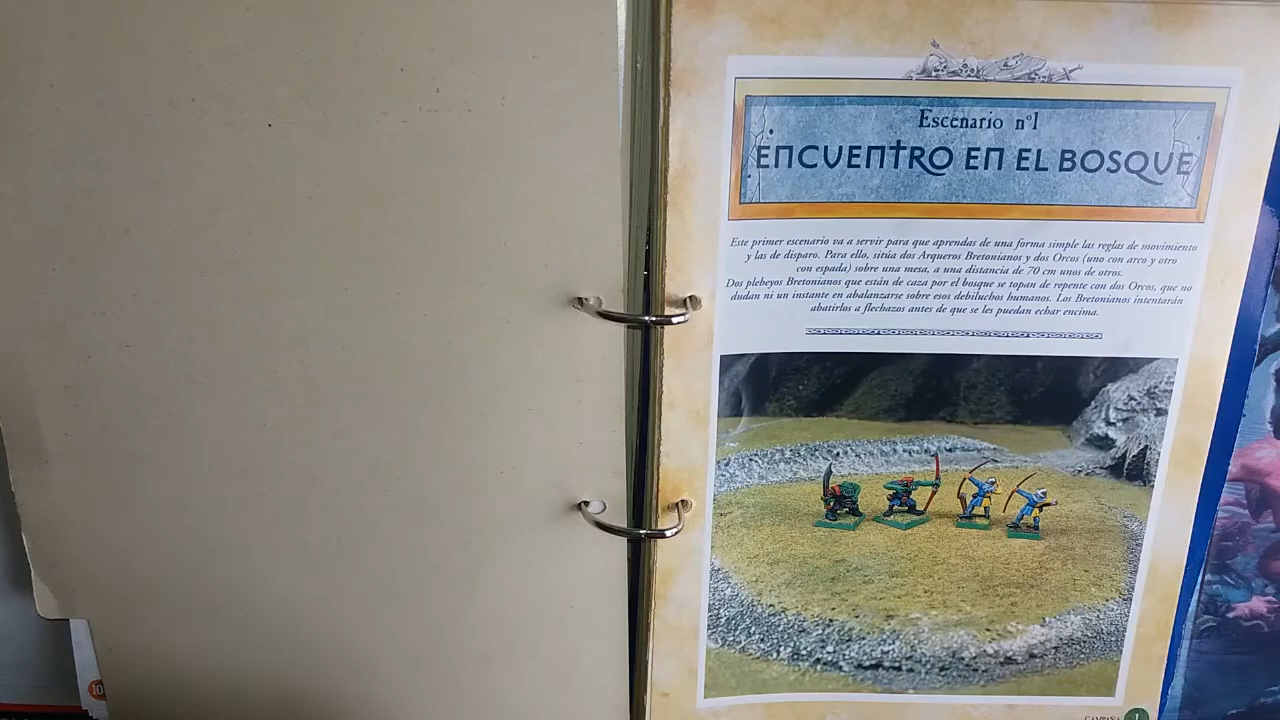 Escenario nº1
ENCUENTRO EN EL BOSQUE
Este primer escenario va a servir para que aprendas de una forma simple las reglas de movimiento
y las de disparo. Para ello, sitúa dos Arqueros Bretonianos y dos Orcos (uno con arco y otro
con espada) sobre una mesa, a una distancia de 70 cm unos de otros.
Dos plebeyos Bretonianos que están de caza por el bosque se topan de repente con dos Orcos, que no
dudan ni un instante en abalanzarse sobre esos debiluchos humanos. Los Bretonianos intentarán
abatirlos a flechazos antes de que se les puedan echar encima.
10
CAMPAÑA 1